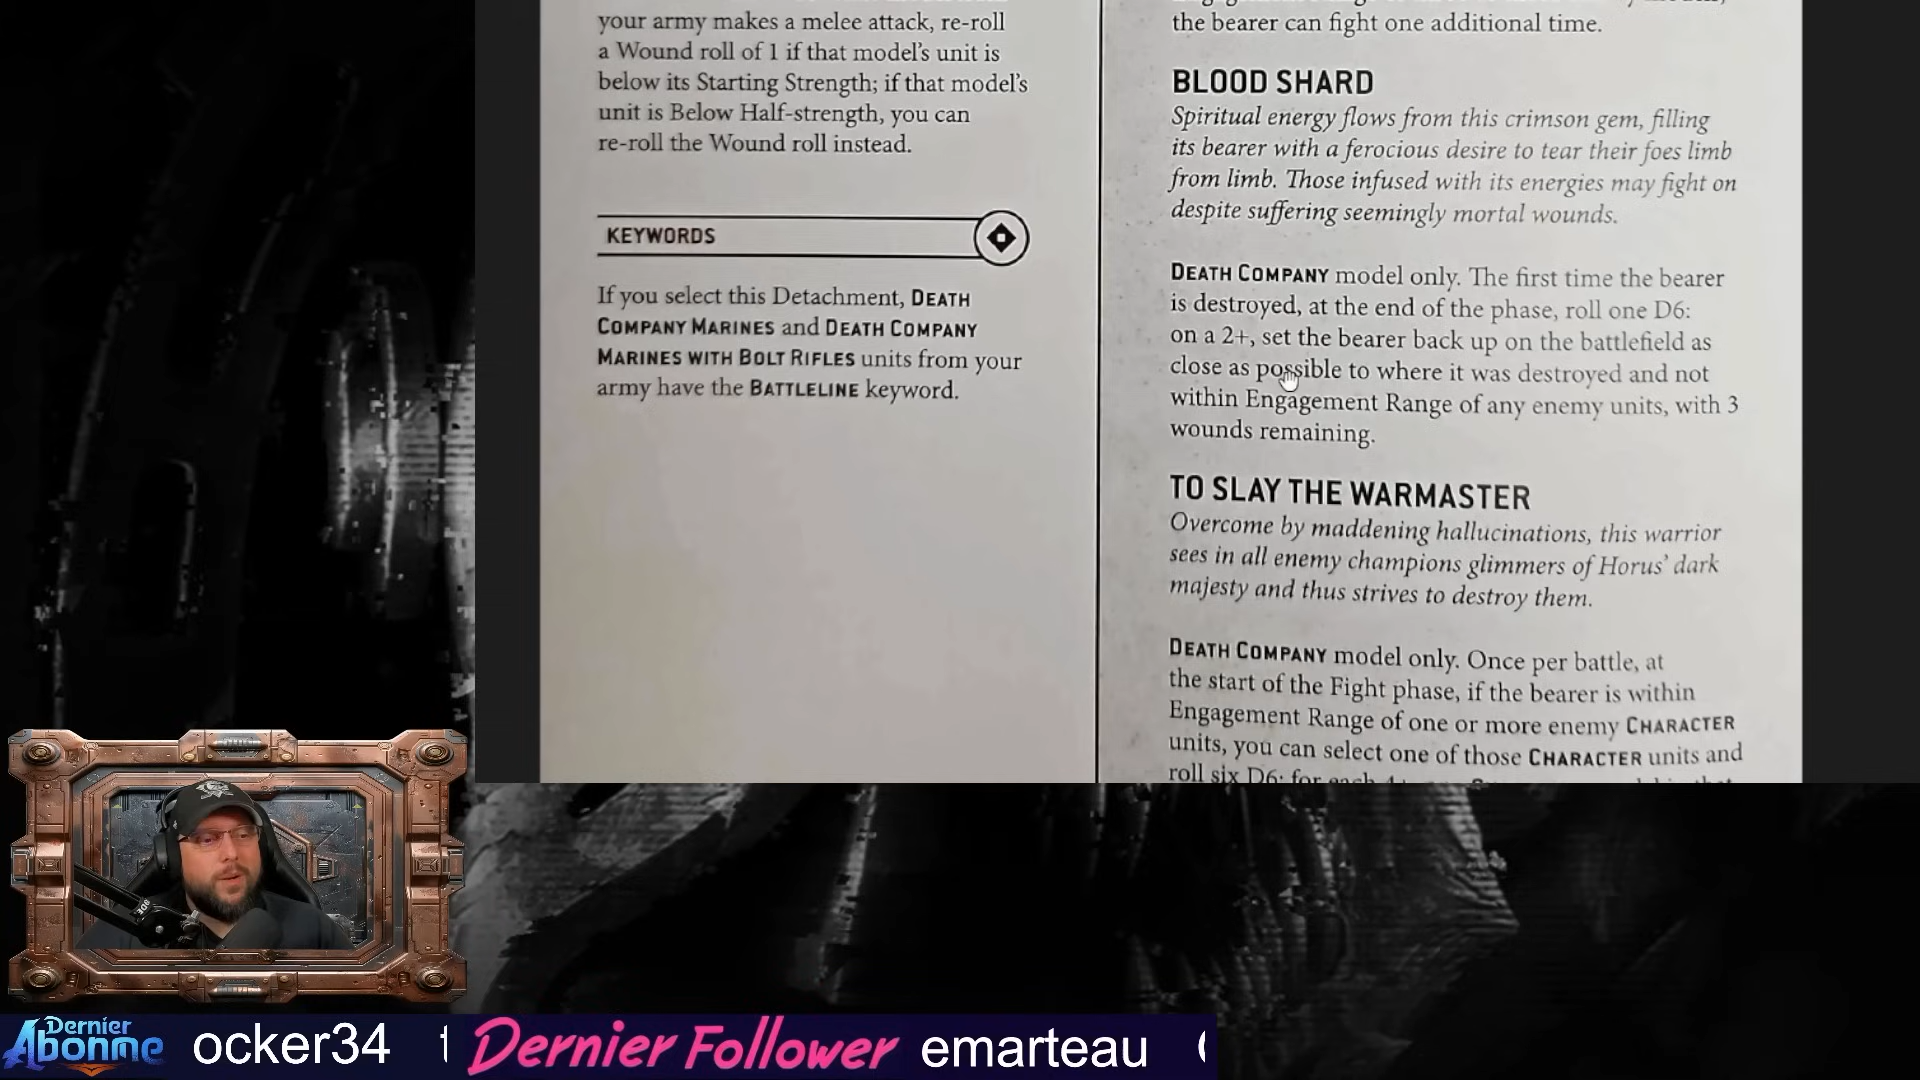 your army makes a melee attack, re-roll
a Wound roll of 1 if that model's unit is
below its Starting Strength; if that model's
unit is Below Half-strength, you can
re-roll the Wound roll instead.
KEYWORDS
If you select this Detachment, DEATH
COMPANY MARINES and DEATH COMPANY
MARINES WITH BOLT RIFLES units from your
army have the BATTLELINE keyword.
the bearer can fight one additional time.
BLOOD SHARD
Spiritual energy flows from this crimson gem, filling
its bearer with a ferocious desire to tear their foes limb
from limb. Those infused with its energies may fight on
despite suffering seemingly mortal wounds.
DEATH COMPANY model only. The first time the bearer
is destroyed, at the end of the phase, roll one D6:
on a 2+, set the bearer back up on the battlefield as
close as possible to where it was destroyed and not
within Engagement Range of any enemy units, with 3
wounds remaining.
TO SLAY THE WARMASTER
Overcome by maddening hallucinations, this warrior
sees in all enemy champions glimmers of Horus' dark
majesty and thus strives to destroy them.
DEATH COMPANY model only. Once per battle, at
the start of the Fight phase, if the bearer is within
Engagement Range of one or more enemy CHARACTER
units, you can select one of those CHARACTER units and
roll six D6: for each 4+
Dernier
Abonné
ocker34
Dernier Follower
emarteau